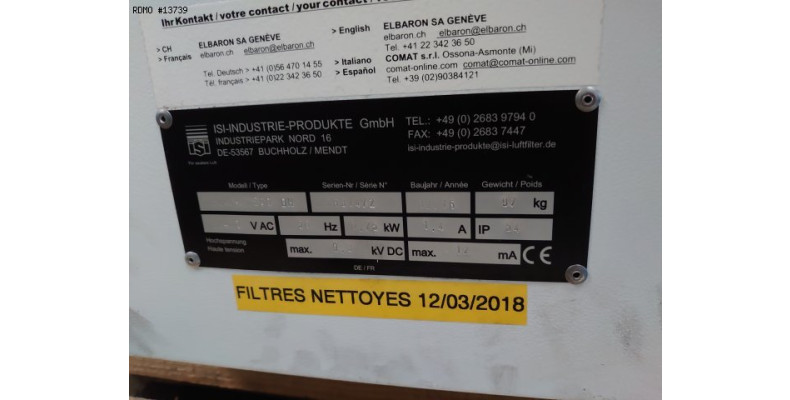 RDMO #13739
Ihr Kontakt / votre contact / your contact /
> CH
> Français
ELBARON SA GENÈVE
elbaron.ch elbaron@elbaron.ch
Tel. Deutsch > +41 (0)56 470 14 55
Tél. français > +41 (0)22 342 36 50
> English
ELBARON SA GENÈVE
elbaron.ch elbaron@elbaron.ch
Tel. +41 22 342 36 50
> Italiano
> Español
COMAT s.r.l. Ossona-Asmonte (Mi)
comat-online.com comat@comat-online.com
Tel. +39 (0)290384121
isi
ISI-INDUSTRIE-PRODUKTE GmbH
INDUSTRIEPARK NORD 16
DE-53567 BUCHHOLZ / MENDT
TEL.: +49 (0) 2683 9794 0
FAX: +49 (0) 2683 7447
isi-industrie-produkte@isi-luftfilter.de
Modell / Type
Serien-Nr / Série N°
Baujahr / Année
Gewicht / Poids
kg
V AC
Hz
kW
A
IP
Hochspannung
Haute tension
max.
kV DC
max.
mA
CE
DE / FR
FILTRES NETTOYES 12/03/2018